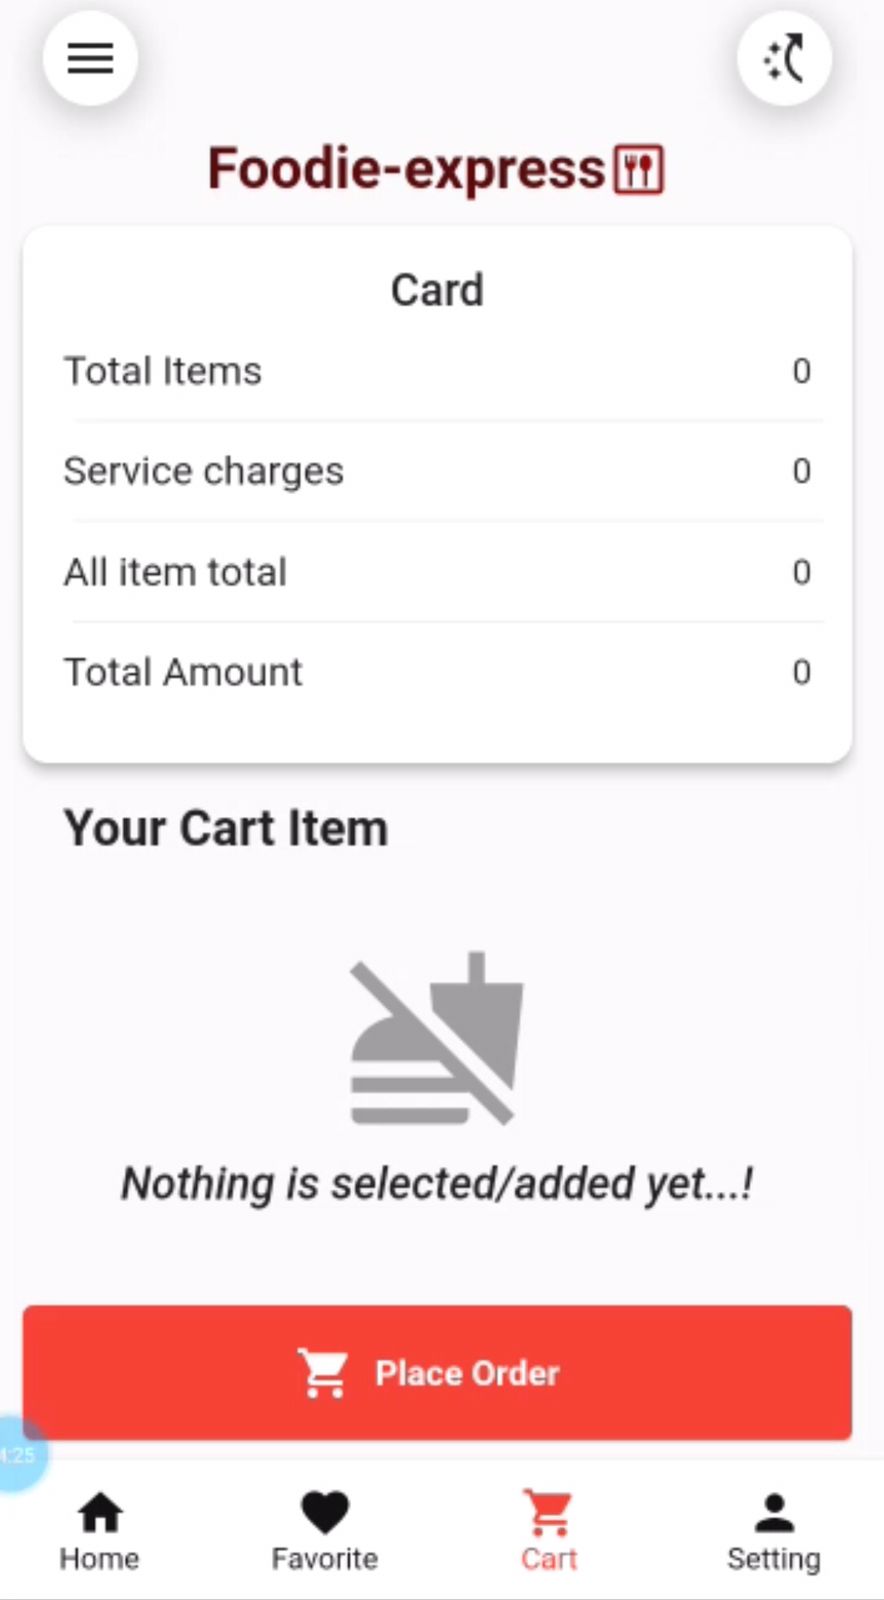 Foodie-express
Card
Total Items 0
Service charges 0
All item total 0
Total Amount 0
Your Cart Item
Nothing is selected/added yet...!
Place Order
4:25
Home Favorite Cart Setting